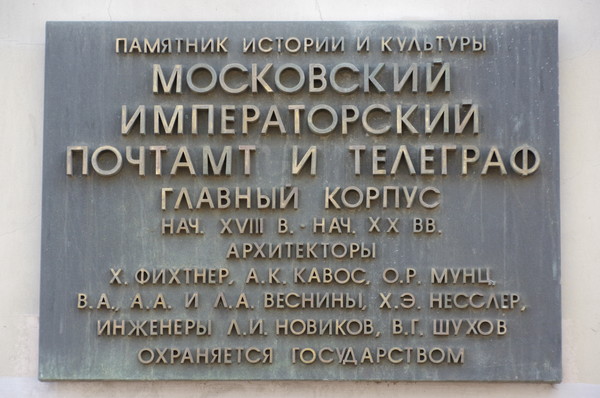 ПАМЯТНИК ИСТОРИИ И КУЛЬТУРЫ
МОСКОВСКИЙ
ИМПЕРАТОРСКИЙ
ПОЧТАМТ И ТЕЛЕГРАФ
ГЛАВНЫЙ КОРПУС
НАЧ. XVIII В. - НАЧ. XX ВВ.
АРХИТЕКТОРЫ
Х. ФИХТНЕР, А.К. КАВОС, О.Р. МУНЦ,
В.А., А.А. И Л.А. ВЕСНИНЫ, Х.Э. НЕССЛЕР,
ИНЖЕНЕРЫ Л.И. НОВИКОВ, В.Г. ШУХОВ
ОХРАНЯЕТСЯ ГОСУДАРСТВОМ